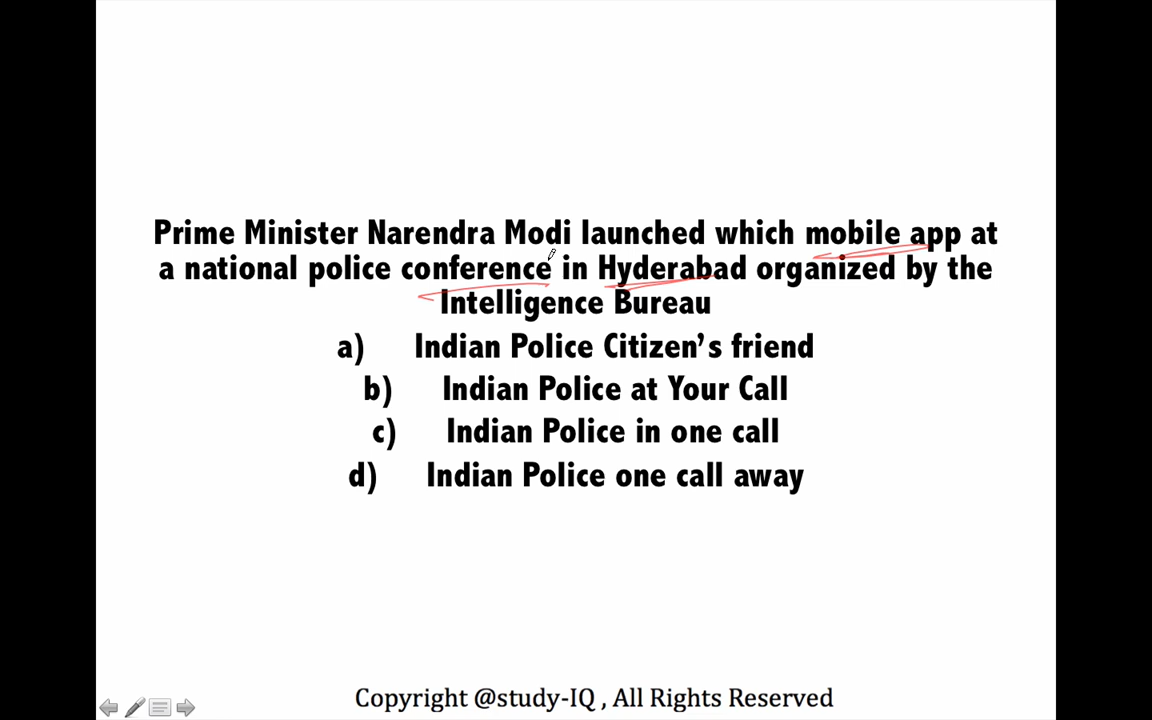 Prime Minister Narendra Modi launched which mobile app at
a national police conference in Hyderabad organized by the
Intelligence Bureau
a) Indian Police Citizen’s friend
b) Indian Police at Your Call
c) Indian Police in one call
d) Indian Police one call away
Copyright @study-IQ , All Rights Reserved